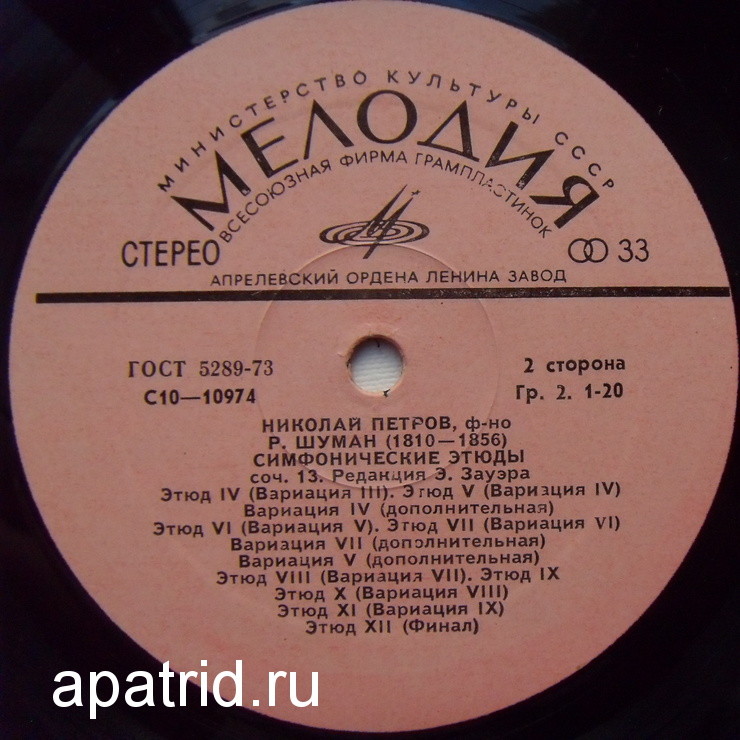 МИНИСТЕРСТВО КУЛЬТУРЫ СССР
МЕЛОДИЯ
ВСЕСОЮЗНАЯ ФИРМА ГРАМПЛАСТИНОК
СТЕРЕО
33
АПРЕЛЕВСКИЙ ОРДЕНА ЛЕНИНА ЗАВОД
ГОСТ 5289-73
2 сторона
С10—10974
Гр. 2. 1-20
НИКОЛАЙ ПЕТРОВ, ф-но
Р. ШУМАН (1810—1856)
СИМФОНИЧЕСКИЕ ЭТЮДЫ
соч. 13. Редакция Э. Зауэра
Этюд IV (Вариация III). Этюд V (Вариация IV)
Вариация IV (дополнительная)
Этюд VI (Вариация V). Этюд VII (Вариация VI)
Вариация VII (дополнительная)
Вариация V (дополнительная)
Этюд VIII (Вариация VII). Этюд IX
Этюд X (Вариация VIII)
Этюд XI (Вариация IX)
Этюд XII (Финал)
apatrid.ru